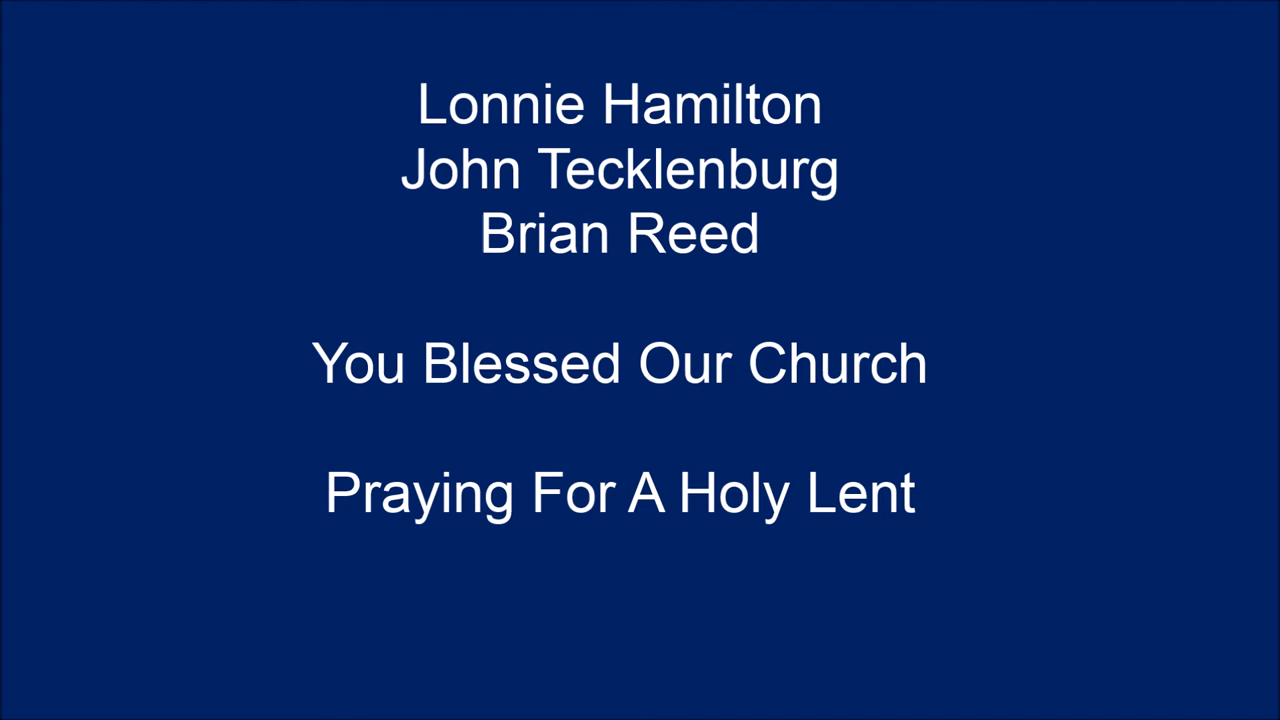 Lonnie Hamilton
John Tecklenburg
Brian Reed
You Blessed Our Church
Praying For A Holy Lent